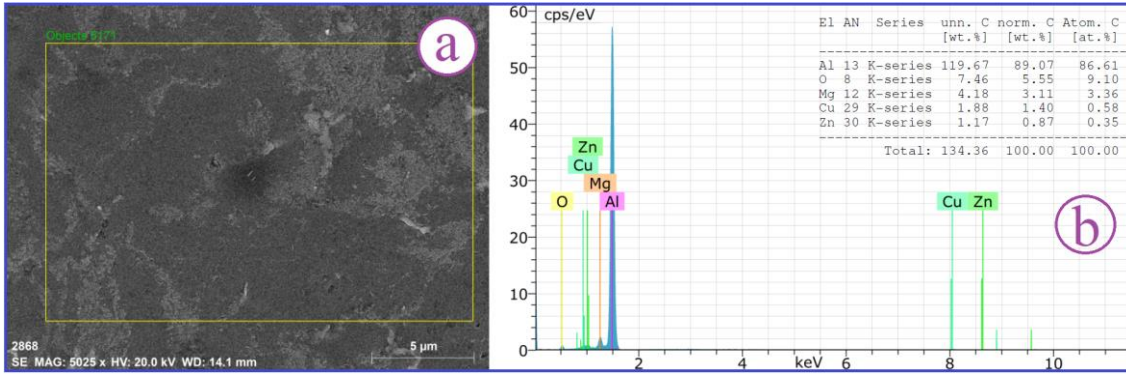 Objects 5171
a
2868
SE MAG: 5025 x HV: 20.0 kV WD: 14.1 mm
5 µm
cps/eV
60
50
40
30
20
10
0
El AN Series unn. C norm. C Atom. C
[wt.%] [wt.%] [at.%]
Al 13 K-series 119.67 89.07 86.61
O 8 K-series 7.46 5.55 9.10
Mg 12 K-series 4.18 3.11 3.36
Cu 29 K-series 1.88 1.40 0.58
Zn 30 K-series 1.17 0.87 0.35
Total: 134.36 100.00 100.00
Zn
Cu
Mg
O
Al
Cu
Zn
b
2
4
keV
6
8
10